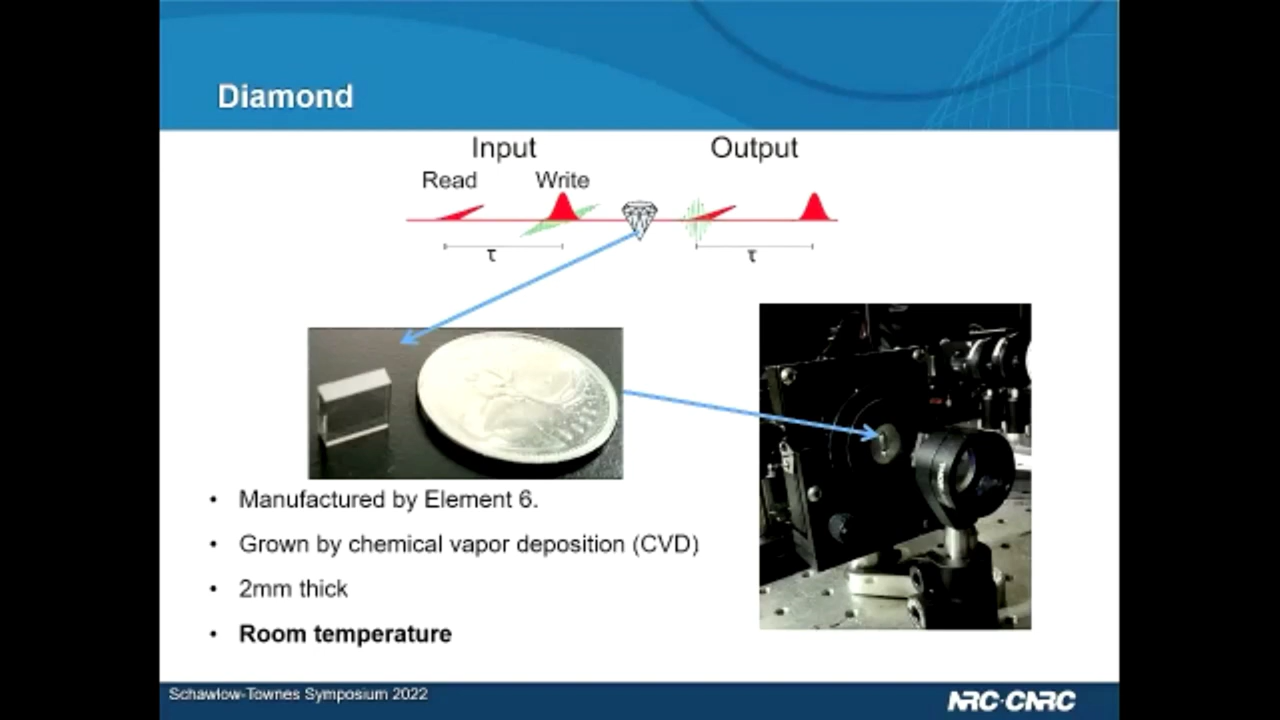 Diamond
Input
Output
Read
Write
τ
τ
• Manufactured by Element 6.
• Grown by chemical vapor deposition (CVD)
• 2mm thick
• Room temperature
Schawlow-Townes Symposium 2022
NRC·CNRC